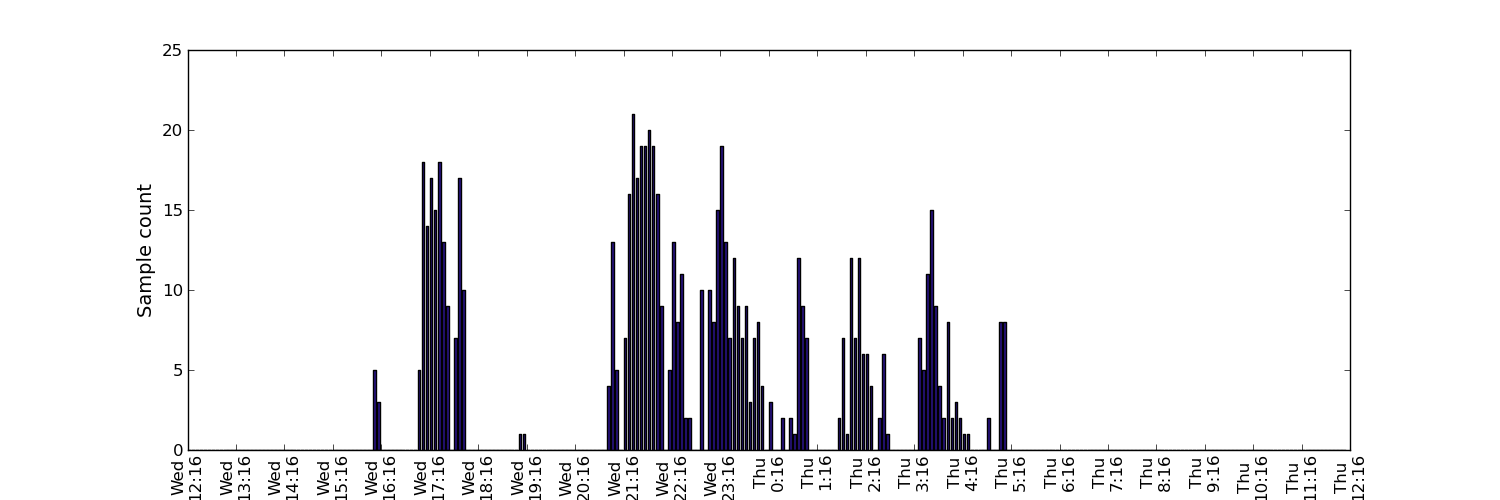 25
20
15
10
5
0
Sample count
Wed
12:16
Wed
13:16
Wed
14:16
Wed
15:16
Wed
16:16
Wed
17:16
Wed
18:16
Wed
19:16
Wed
20:16
Wed
21:16
Wed
22:16
Wed
23:16
Thu
0:16
Thu
1:16
Thu
2:16
Thu
3:16
Thu
4:16
Thu
5:16
Thu
6:16
Thu
7:16
Thu
8:16
Thu
9:16
Thu
10:16
Thu
11:16
Thu
12:16